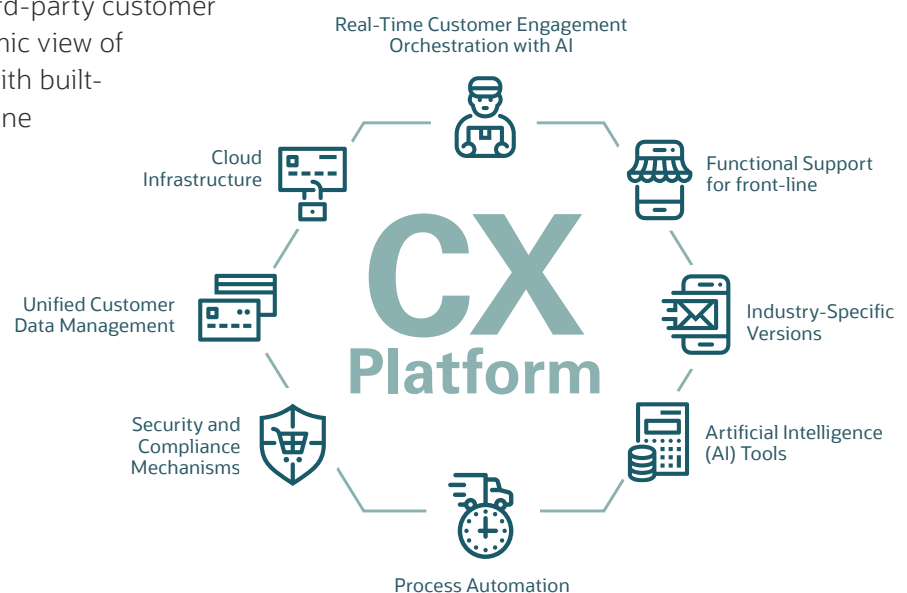 rd-party customer
mic view of
ith built-
ne
Real-Time Customer Engagement
Orchestration with AI
Cloud
Infrastructure
Functional Support
for front-line
CX
Platform
Unified Customer
Data Management
Industry-Specific
Versions
Security and
Compliance
Mechanisms
Artificial Intelligence
(AI) Tools
Process Automation